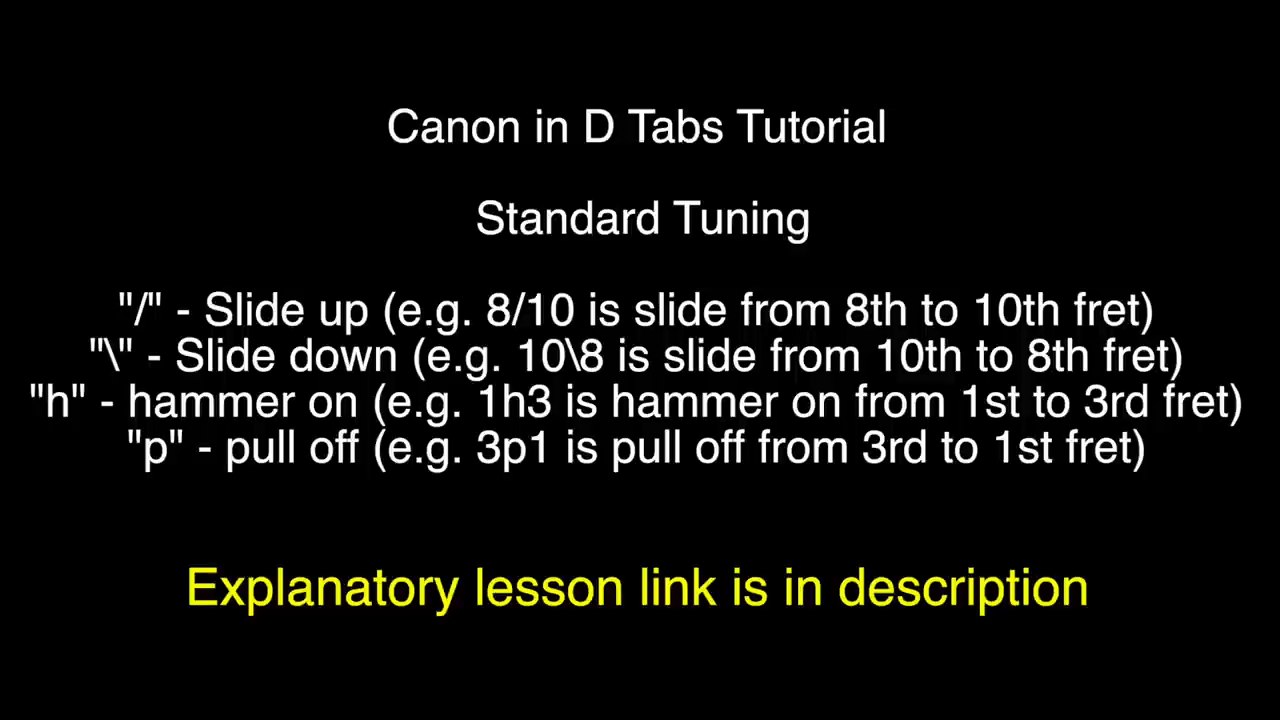 Canon in D Tabs Tutorial
Standard Tuning
"/" - Slide up (e.g. 8/10 is slide from 8th to 10th fret)
"\" - Slide down (e.g. 10\8 is slide from 10th to 8th fret)
"h" - hammer on (e.g. 1h3 is hammer on from 1st to 3rd fret)
"p" - pull off (e.g. 3p1 is pull off from 3rd to 1st fret)
Explanatory lesson link is in description